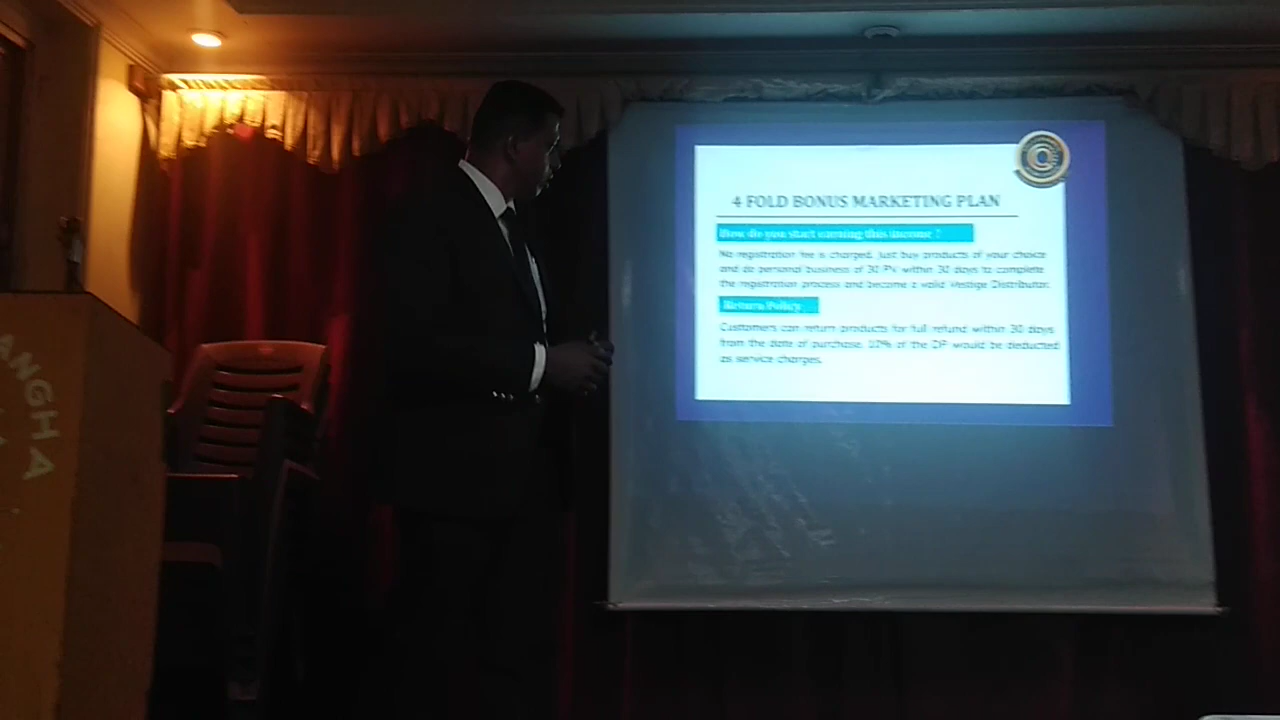 4 FOLD BONUS MARKETING PLAN
How do you start earning this income ?
No registration fee is charged. Just buy products of your choice
and do personal business of 30 PV within 30 days to complete
the registration process and become a valid Vestige Distributor.
Return Policy
Customers can return products for full refund within 30 days
from the date of purchase. 10% of the DP would be deducted
as service charges.
ANGH A